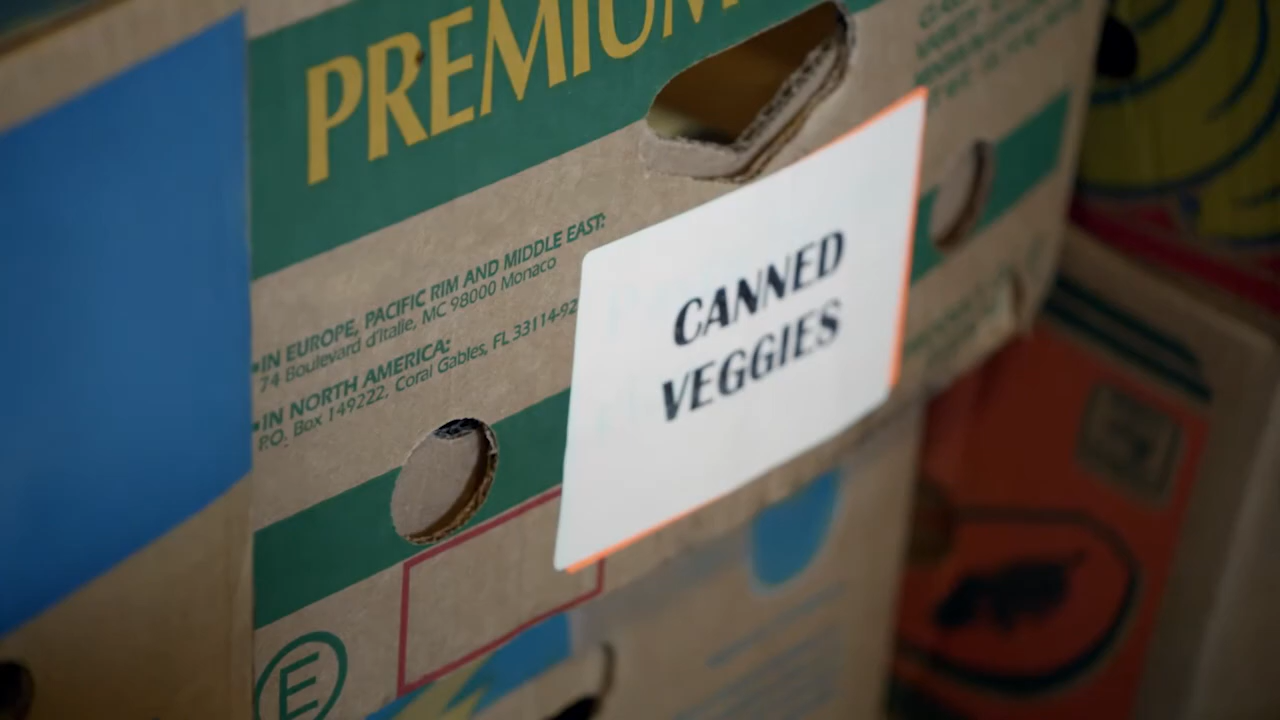 PREMIUM
•IN EUROPE, PACIFIC RIM AND MIDDLE EAST:
74 Boulevard d'Italie, MC 98000 Monaco
•IN NORTH AMERICA:
P.O. Box 149222, Coral Gables, FL 33114-92
CANNED
VEGGIES
E